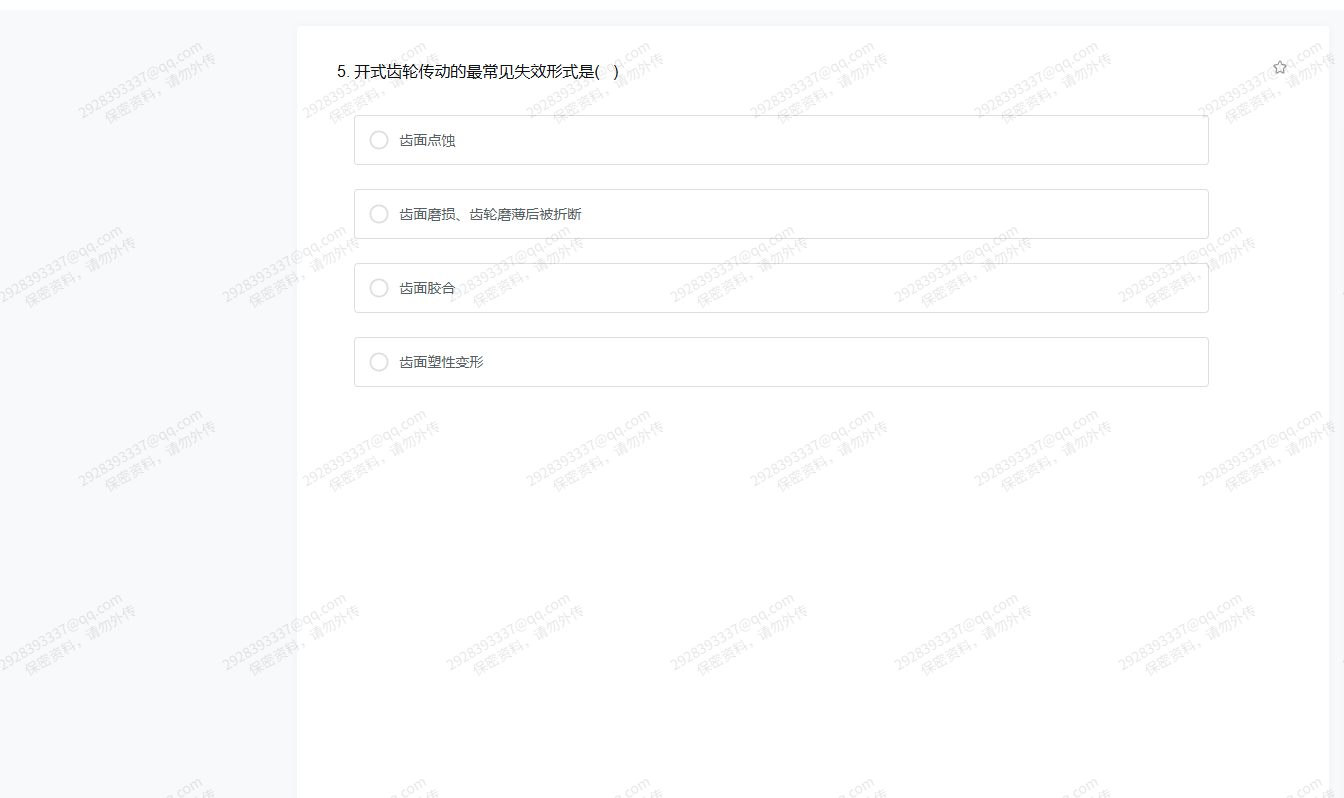 5. 开式齿轮传动的最常见失效形式是( )
齿面点蚀
齿面磨损、齿轮磨薄后被折断
齿面胶合
齿面塑性变形
2928393337@qq.com
保密资料，请勿外传